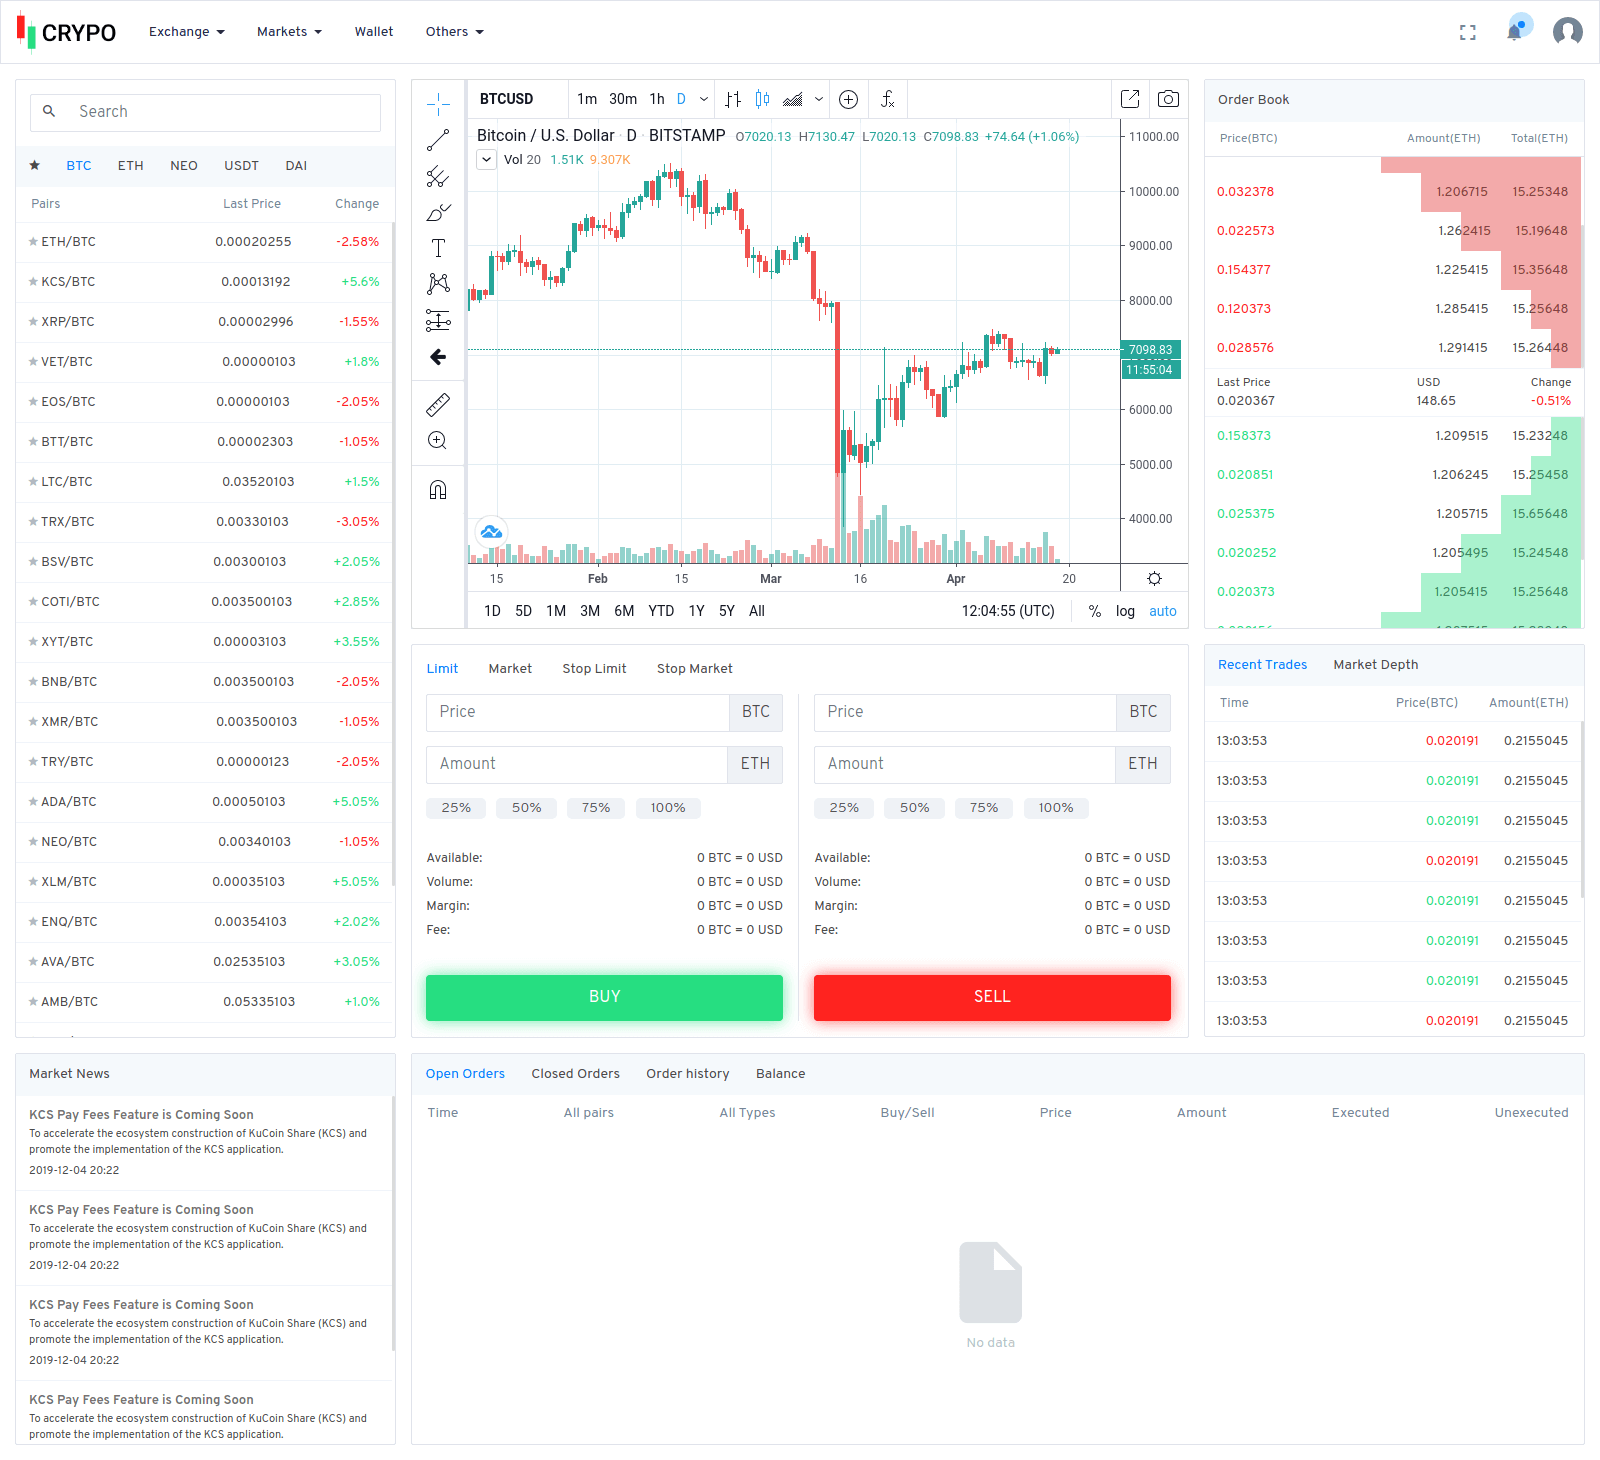 CRYPO
Exchange
Markets
Wallet
Others
Search
BTC ETH NEO USDT DAI
Pairs Last Price Change
ETH/BTC 0.00020255 -2.58%
KCS/BTC 0.00013192 +5.6%
XRP/BTC 0.00002996 -1.55%
VET/BTC 0.00000103 +1.8%
EOS/BTC 0.00000103 -2.05%
BTT/BTC 0.00002303 -1.05%
LTC/BTC 0.03520103 +1.5%
TRX/BTC 0.00330103 -3.05%
BSV/BTC 0.00300103 +2.05%
COTI/BTC 0.003500103 +2.85%
XYT/BTC 0.00003103 +3.55%
BNB/BTC 0.003500103 -2.05%
XMR/BTC 0.003500103 -1.05%
TRY/BTC 0.00000123 -2.05%
ADA/BTC 0.00050103 +5.05%
NEO/BTC 0.00340103 -1.05%
XLM/BTC 0.00035103 +5.05%
ENQ/BTC 0.00354103 +2.02%
AVA/BTC 0.02535103 +3.05%
AMB/BTC 0.05335103 +1.0%
BTCUSD 1m 30m 1h D
Bitcoin / U.S. Dollar · D · BITSTAMP O7020.13 H7130.47 L7020.13 C7098.83 +74.64 (+1.06%)
Vol 20 1.51K 9.307K
11000.00
10000.00
9000.00
8000.00
7098.83
11:55:04
6000.00
5000.00
4000.00
15 Feb 15 Mar 16 Apr 20
1D 5D 1M 3M 6M YTD 1Y 5Y All 12:04:55 (UTC) % log auto
Order Book
Price(BTC) Amount(ETH) Total(ETH)
0.032378 1.206715 15.25348
0.022573 1.262415 15.19648
0.154377 1.225415 15.35648
0.120373 1.285415 15.25648
0.028576 1.291415 15.26448
Last Price USD Change
0.020367 148.65 -0.51%
0.158373 1.209515 15.23248
0.020851 1.206245 15.25458
0.025375 1.205715 15.65648
0.020252 1.205495 15.24548
0.020373 1.205415 15.25648
Limit Market Stop Limit Stop Market
Price BTC
Amount ETH
25% 50% 75% 100%
Available: 0 BTC = 0 USD
Volume: 0 BTC = 0 USD
Margin: 0 BTC = 0 USD
Fee: 0 BTC = 0 USD
BUY
Price BTC
Amount ETH
25% 50% 75% 100%
Available: 0 BTC = 0 USD
Volume: 0 BTC = 0 USD
Margin: 0 BTC = 0 USD
Fee: 0 BTC = 0 USD
SELL
Recent Trades Market Depth
Time Price(BTC) Amount(ETH)
13:03:53 0.020191 0.2155045
13:03:53 0.020191 0.2155045
13:03:53 0.020191 0.2155045
13:03:53 0.020191 0.2155045
13:03:53 0.020191 0.2155045
13:03:53 0.020191 0.2155045
13:03:53 0.020191 0.2155045
13:03:53 0.020191 0.2155045
Market News
KCS Pay Fees Feature is Coming Soon
To accelerate the ecosystem construction of KuCoin Share (KCS) and
promote the implementation of the KCS application.
2019-12-04 20:22
KCS Pay Fees Feature is Coming Soon
To accelerate the ecosystem construction of KuCoin Share (KCS) and
promote the implementation of the KCS application.
2019-12-04 20:22
KCS Pay Fees Feature is Coming Soon
To accelerate the ecosystem construction of KuCoin Share (KCS) and
promote the implementation of the KCS application.
2019-12-04 20:22
KCS Pay Fees Feature is Coming Soon
To accelerate the ecosystem construction of KuCoin Share (KCS) and
promote the implementation of the KCS application.
Open Orders Closed Orders Order history Balance
Time All pairs All Types Buy/Sell Price Amount Executed Unexecuted
No data